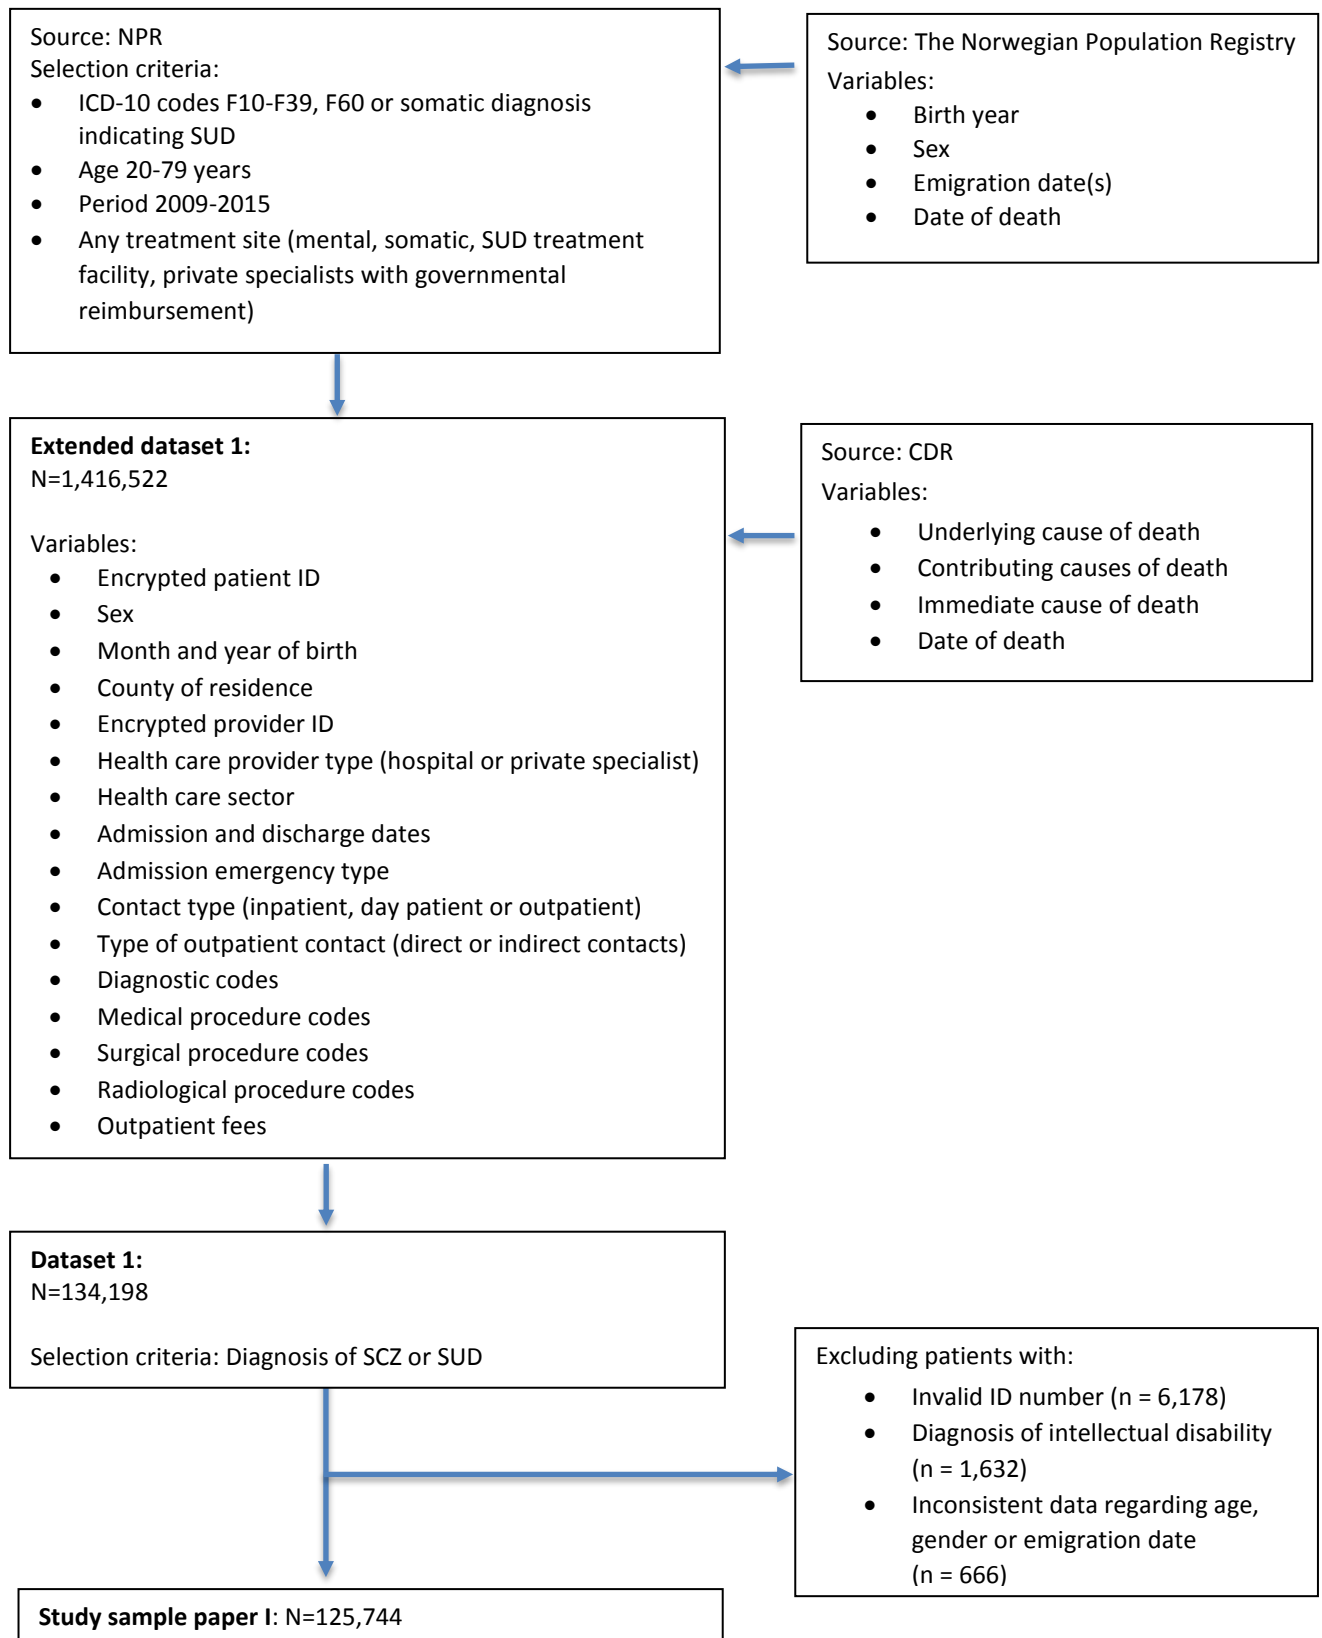 Source: NPR
Selection criteria:
• ICD-10 codes F10-F39, F60 or somatic diagnosis
indicating SUD
• Age 20-79 years
• Period 2009-2015
• Any treatment site (mental, somatic, SUD treatment
facility, private specialists with governmental
reimbursement)
Source: The Norwegian Population Registry
Variables:
• Birth year
• Sex
• Emigration date(s)
• Date of death
Extended dataset 1:
N=1,416,522
Variables:
• Encrypted patient ID
• Sex
• Month and year of birth
• County of residence
• Encrypted provider ID
• Health care provider type (hospital or private specialist)
• Health care sector
• Admission and discharge dates
• Admission emergency type
• Contact type (inpatient, day patient or outpatient)
• Type of outpatient contact (direct or indirect contacts)
• Diagnostic codes
• Medical procedure codes
• Surgical procedure codes
• Radiological procedure codes
• Outpatient fees
Source: CDR
Variables:
• Underlying cause of death
• Contributing causes of death
• Immediate cause of death
• Date of death
Dataset 1:
N=134,198
Selection criteria: Diagnosis of SCZ or SUD
Excluding patients with:
• Invalid ID number (n = 6,178)
• Diagnosis of intellectual disability
(n = 1,632)
• Inconsistent data regarding age,
gender or emigration date
(n = 666)
Study sample paper I: N=125,744